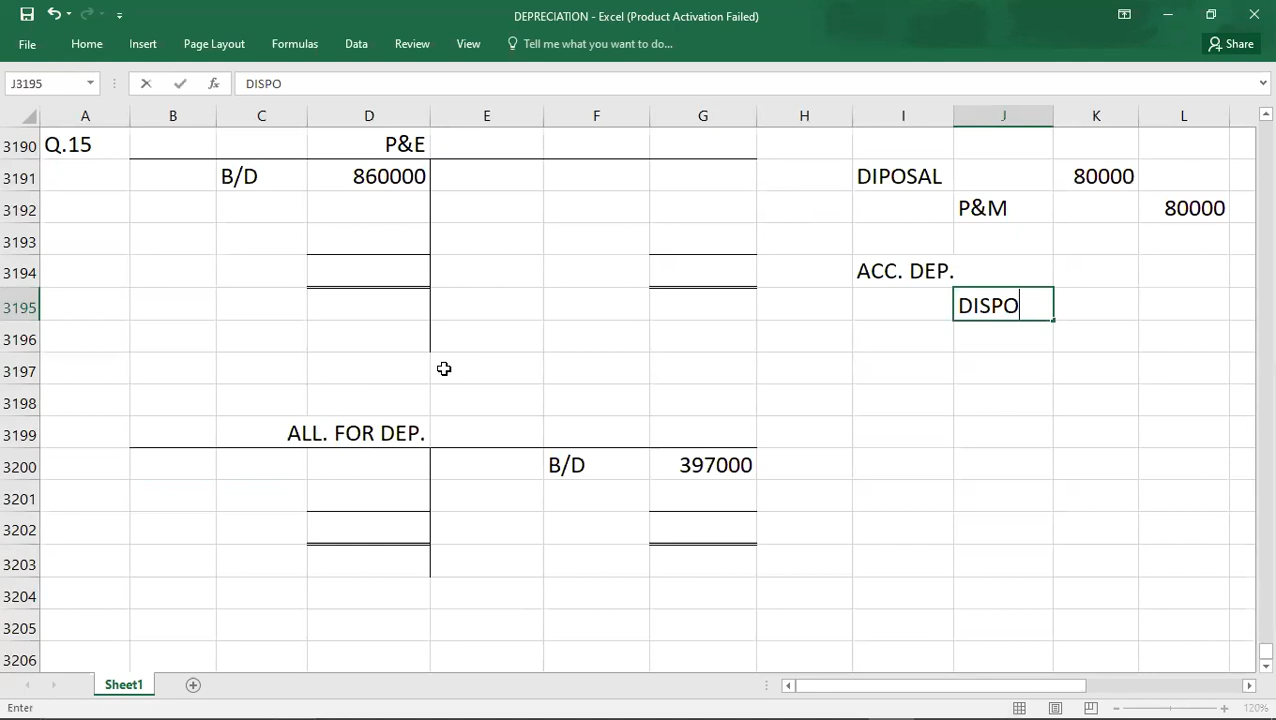 DEPRECIATION - Excel (Product Activation Failed)
File Home Insert Page Layout Formulas Data Review View Tell me what you want to do... Share
J3195 fx DISPO
A B C D E F G H I J K L
3190 Q.15 P&E
3191 B/D 860000 DIPOSAL 80000
3192 P&M 80000
3193
3194 ACC. DEP.
3195 DISPO
3196
3197
3198
3199 ALL. FOR DEP.
3200 B/D 397000
3201
3202
3203
3204
3205
3206
Sheet1
Enter 120%